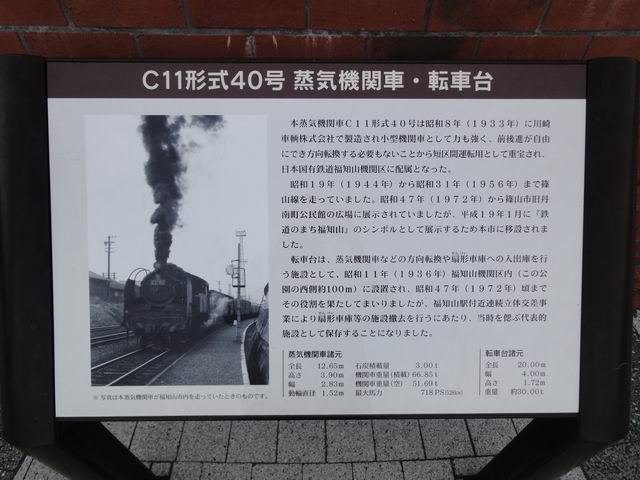 C11形式40号 蒸気機関車・転車台
本蒸気機関車C11形式40号は昭和8年(1933年)に川崎
車輌株式会社で製造され小型機関車として力も強く、前後進が自由
にでき方向転換する必要もないことから短区間運転用として重宝され、
日本国有鉄道福知山機関区に配属となった。
昭和19年(1944年)から昭和31年(1956年)まで篠
山線を走っていました。昭和47年(1972年)から篠山市旧丹
南町公民館の広場に展示されていましたが、平成19年1月に『鉄
道のまち福知山』のシンボルとして展示するため本市に移設されま
した。
転車台は、蒸気機関車などの方向転換や扇形車庫への入出庫を行
う施設として、昭和11年(1936年)福知山機関区内(この公
園の西側約100m)に設置され、昭和47年(1972年)頃まで
その役割を果たしてまいりましたが、福知山駅付近連続立体交差事
業により扇形車庫等の施設撤去を行うにあたり、当時を偲ぶ代表的
施設として保存することになりました。
蒸気機関車諸元
全長 12.65m 石炭積載量 3.00t
高さ 3.90m 機関車重量(積載) 66.85t
幅 2.83m 機関車重量(空) 51.69t
動輪直径 1.52m 最大馬力 718PS(528kw)
転車台諸元
全長 20.00m
幅 4.00m
高さ 1.72m
重量 約30.00t
※写真は本機関車が福知山市内を走っていたときのものです。